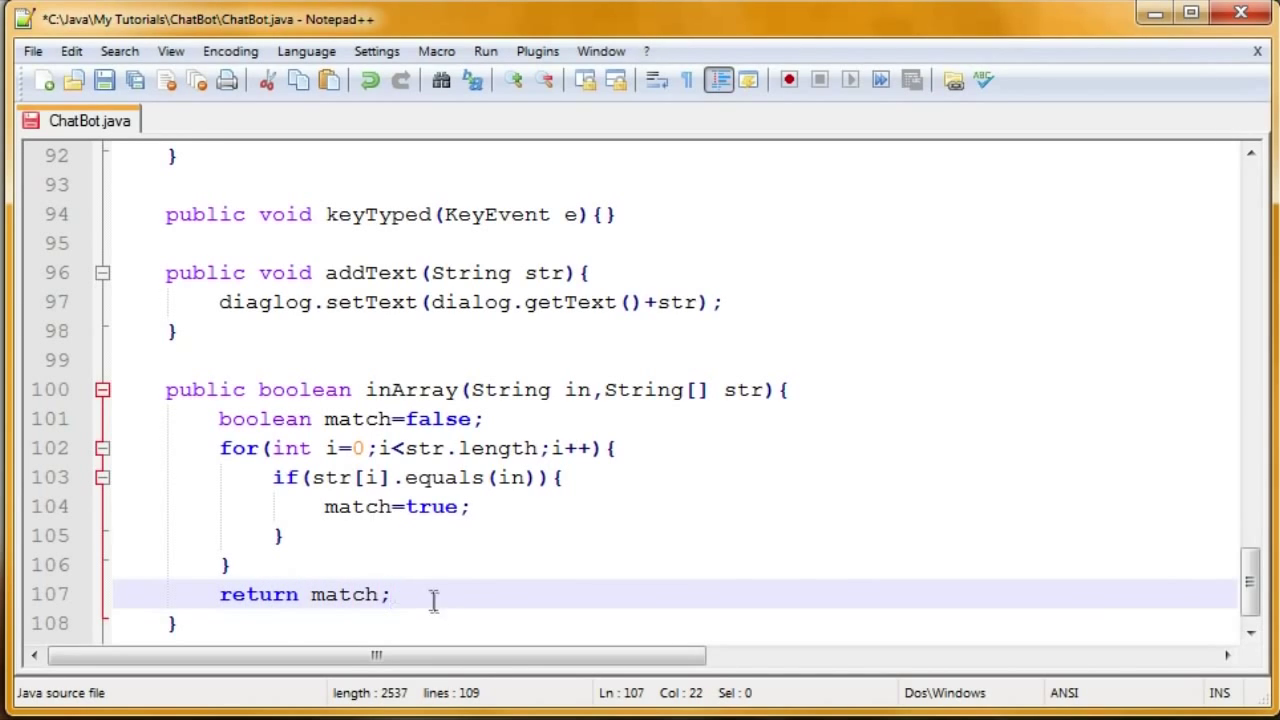 *C:\Java\My Tutorials\ChatBot\ChatBot.java - Notepad++
File Edit Search View Encoding Language Settings Macro Run Plugins Window ? X
ABC
ChatBot.java
92 }
93
94 public void keyTyped(KeyEvent e){}
95
96 public void addText(String str){
97 diaglog.setText(dialog.getText()+str);
98 }
99
100 public boolean inArray(String in,String[] str){
101 boolean match=false;
102 for(int i=0;i<str.length;i++){
103 if(str[i].equals(in)){
104 match=true;
105 }
106 }
107 return match;
108 }
Java source file length : 2537 lines : 109 Ln : 107 Col : 22 Sel : 0 Dos\Windows ANSI INS